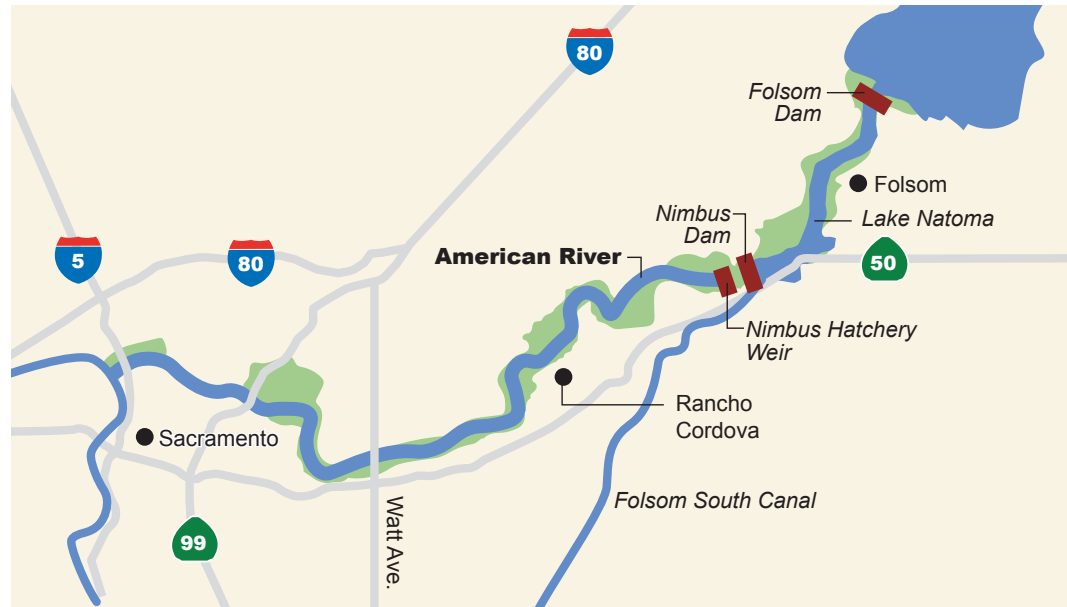 80
Folsom
Dam
Folsom
Nimbus
Dam
Lake Natoma
5
80
American River
50
Nimbus Hatchery
Weir
Rancho
Cordova
Sacramento
Folsom South Canal
Watt Ave.
99